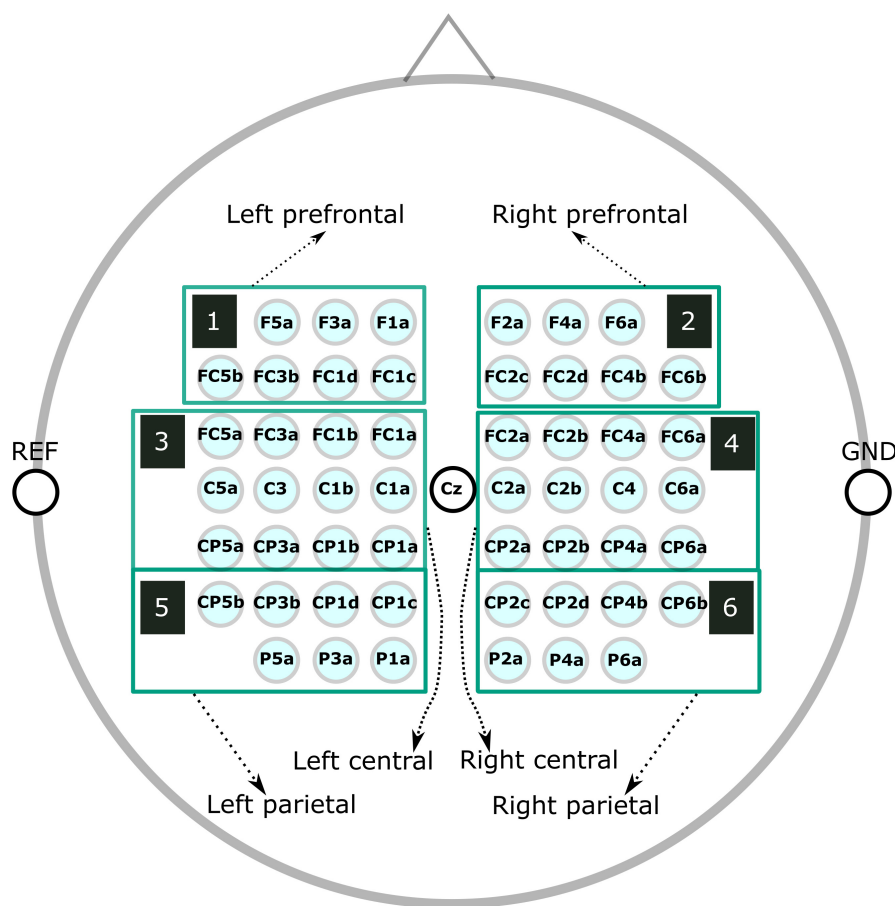 Left prefrontal Right prefrontal
1 F5a F3a F1a F2a F4a F6a 2
FC5b FC3b FC1d FC1c FC2c FC2d FC4b FC6b
3 FC5a FC3a FC1b FC1a FC2a FC2b FC4a FC6a 4
REF GND
C5a C3 C1b C1a Cz C2a C2b C4 C6a
CP5a CP3a CP1b CP1a CP2a CP2b CP4a CP6a
5 CP5b CP3b CP1d CP1c CP2c CP2d CP4b CP6b 6
P5a P3a P1a P2a P4a P6a
Left central Right central
Left parietal Right parietal